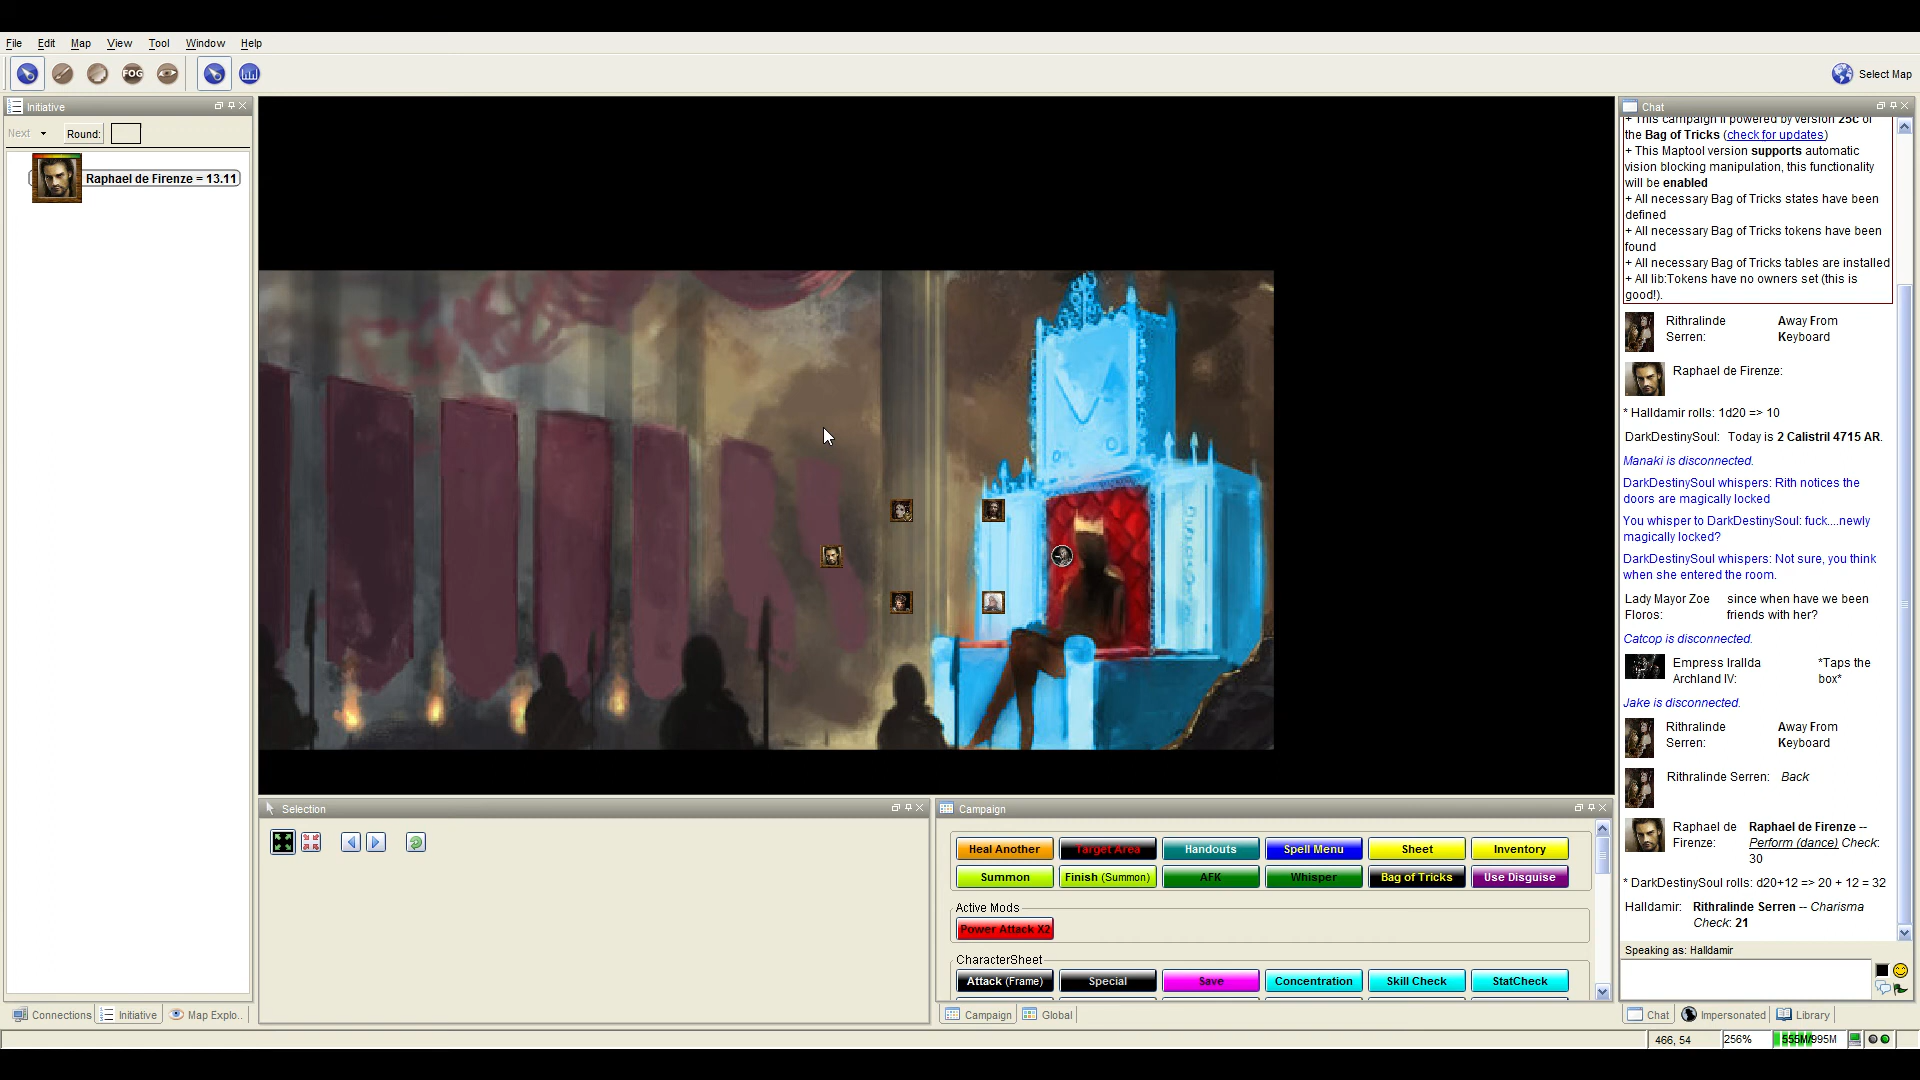 File Edit Map View Tool Window Help
FOG
Select Map
Initiative
Next Round:
Raphael de Firenze = 13.11
Chat
+ This campaign if powered by version 25c of
the Bag of Tricks (check for updates)
+ This Maptool version supports automatic
vision blocking manipulation, this functionality
will be enabled
+ All necessary Bag of Tricks states have been
defined
+ All necessary Bag of Tricks tokens have been
found
+ All necessary Bag of Tricks tables are installed
+ All lib:Tokens have no owners set (this is
good!).
Rithralinde Serren: Away From Keyboard
Raphael de Firenze:
* Halldamir rolls: 1d20 => 10
DarkDestinySoul: Today is 2 Calistril 4715 AR.
Manaki is disconnected.
DarkDestinySoul whispers: Rith notices the
doors are magically locked
You whisper to DarkDestinySoul: fuck....newly
magically locked?
DarkDestinySoul whispers: Not sure, you think
when she entered the room.
Lady Mayor Zoe Floros: since when have we been friends with her?
Catcop is disconnected.
Empress Irallda Archland IV: *Taps the box*
Jake is disconnected.
Rithralinde Serren: Away From Keyboard
Rithralinde Serren: Back
Raphael de Firenze: Raphael de Firenze -- Perform (dance) Check: 30
* DarkDestinySoul rolls: d20+12 => 20 + 12 = 32
Halldamir: Rithralinde Serren -- Charisma Check: 21
Speaking as: Halldamir
Chat Impersonated Library
Selection
Campaign
Heal Another Target Area Handouts Spell Menu Sheet Inventory
Summon Finish (Summon) AFK Whisper Bag of Tricks Use Disguise
Active Mods
Power Attack X2
CharacterSheet
Attack (Frame) Special Save Concentration Skill Check StatCheck
Connections Initiative Map Explo..
Campaign Global
466, 54 256% 555M/995M